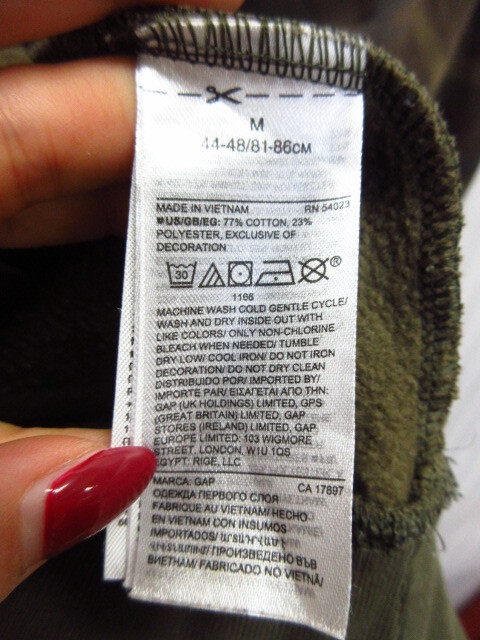 M
44-48/81-86см
MADE IN VIETNAM RN 54023
♥US/GB/EG: 77% COTTON, 23%
POLYESTER, EXCLUSIVE OF
DECORATION
30
®
1166
MACHINE WASH COLD GENTLE CYCLE/
WASH AND DRY INSIDE OUT WITH
LIKE COLORS/ ONLY NON-CHLORINE
BLEACH WHEN NEEDED/ TUMBLE
DRY LOW/ COOL IRON/ DO NOT IRON
DECORATION/ DO NOT DRY CLEAN
DISTRIBUIDO POR/ IMPORTED BY/
IMPORTE PAR/ ΕΙΣΑΓΕΤΑΙ ΑΠΟ ΤΗΝ:
GAP (UK HOLDINGS) LIMITED, GPS
(GREAT BRITAIN) LIMITED, GAP
STORES (IRELAND) LIMITED, GAP
EUROPE LIMITED: 103 WIGMORE
STREET, LONDON, W1U 1QS
EGYPT: RIGE, LLC
MARCA: GAP CA 17897
ОДЕЖДА ПЕРВОГО СЛОЯ
FABRIQUE AU VIETNAM/ HECHO
EN VIETNAM CON INSUMOS
IMPORTADOS/ ԱՐՏԱԴՐՎԱԾ Է
ՎԻԵՏՆԱՄՈՒՄ/ ПРОИЗВЕДЕНО ВЪВ
ВИЕТНАМ/ FABRICADO NO VIETNÃ/